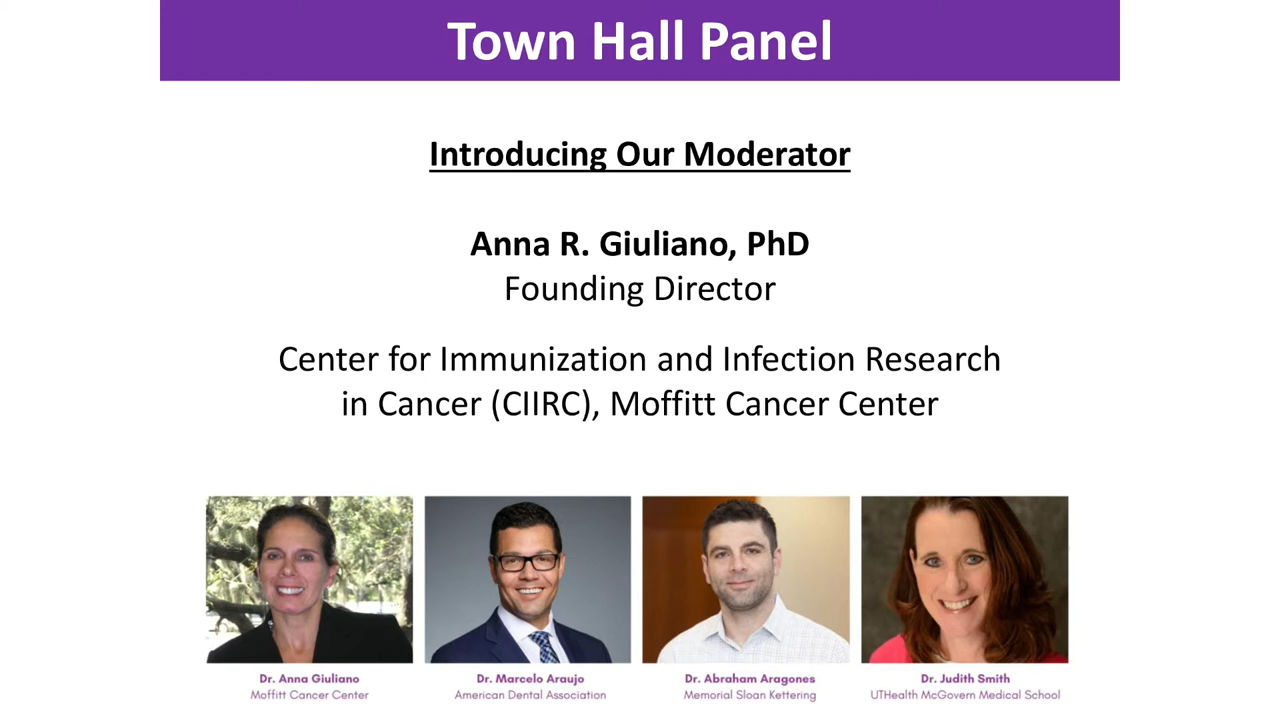 Town Hall Panel
Introducing Our Moderator
Anna R. Giuliano, PhD
Founding Director
Center for Immunization and Infection Research
in Cancer (CIIRC), Moffitt Cancer Center
Dr. Anna Giuliano
Moffitt Cancer Center
Dr. Marcelo Araujo
American Dental Association
Dr. Abraham Aragones
Memorial Sloan Kettering
Dr. Judith Smith
UTHealth McGovern Medical School